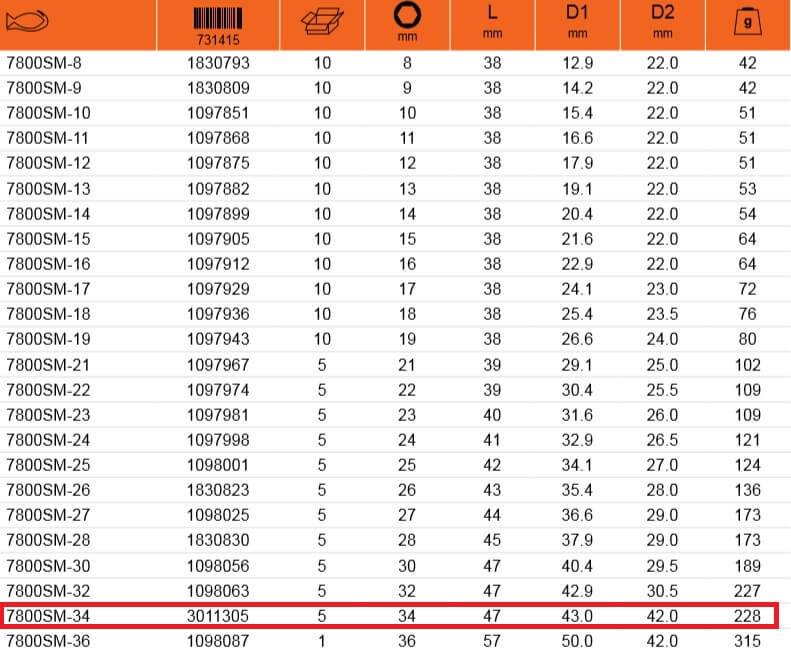 731415 mm L mm D1 mm D2 mm g
7800SM-8 1830793 10 8 38 12.9 22.0 42
7800SM-9 1830809 10 9 38 14.2 22.0 42
7800SM-10 1097851 10 10 38 15.4 22.0 51
7800SM-11 1097868 10 11 38 16.6 22.0 51
7800SM-12 1097875 10 12 38 17.9 22.0 51
7800SM-13 1097882 10 13 38 19.1 22.0 53
7800SM-14 1097899 10 14 38 20.4 22.0 54
7800SM-15 1097905 10 15 38 21.6 22.0 64
7800SM-16 1097912 10 16 38 22.9 22.0 64
7800SM-17 1097929 10 17 38 24.1 23.0 72
7800SM-18 1097936 10 18 38 25.4 23.5 76
7800SM-19 1097943 10 19 38 26.6 24.0 80
7800SM-21 1097967 5 21 39 29.1 25.0 102
7800SM-22 1097974 5 22 39 30.4 25.5 109
7800SM-23 1097981 5 23 40 31.6 26.0 109
7800SM-24 1097998 5 24 41 32.9 26.5 121
7800SM-25 1098001 5 25 42 34.1 27.0 124
7800SM-26 1830823 5 26 43 35.4 28.0 136
7800SM-27 1098025 5 27 44 36.6 29.0 173
7800SM-28 1830830 5 28 45 37.9 29.0 173
7800SM-30 1098056 5 30 47 40.4 29.5 189
7800SM-32 1098063 5 32 47 42.9 30.5 227
7800SM-34 3011305 5 34 47 43.0 42.0 228
7800SM-36 1098087 1 36 57 50.0 42.0 315